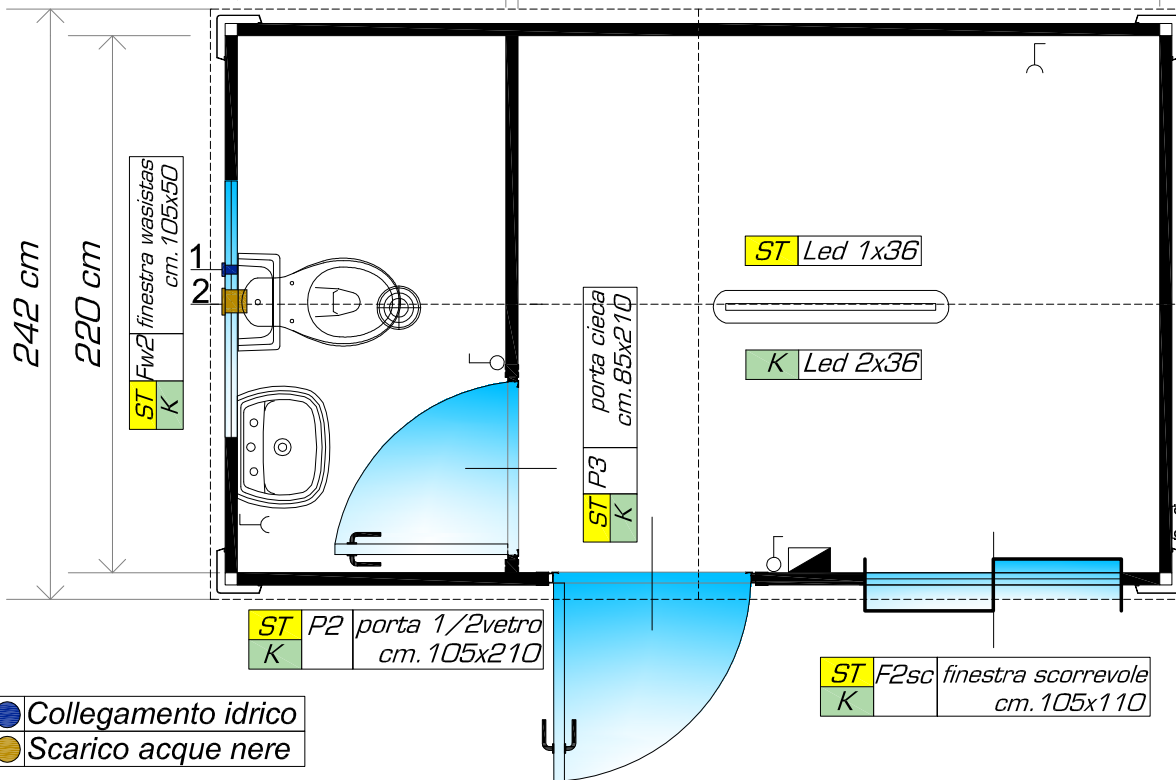 242 cm
220 cm
ST
K
Fw2
finestra wasistas
cm. 105x50
1
2
ST Led 1x36
K Led 2x36
ST
K
P3
porta cieca
cm.85x210
ST P2 porta 1/2vetro
K cm. 105x210
ST F2sc finestra scorrevole
K cm. 105x110
Collegamento idrico
Scarico acque nere